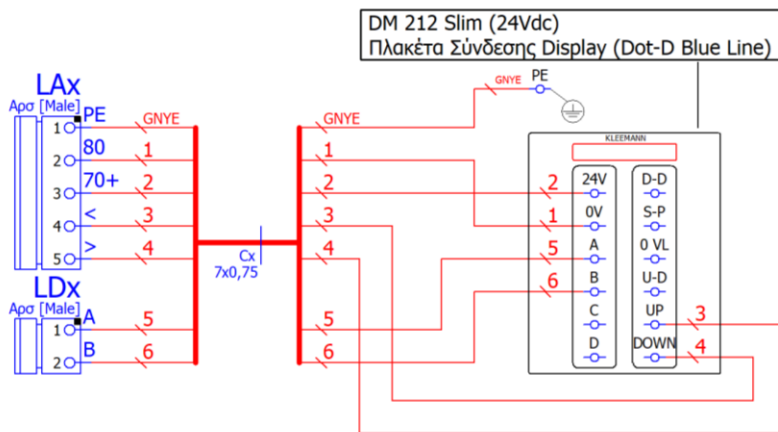 DM 212 Slim (24Vdc)
Πλακέτα Σύνδεσης Display (Dot-D Blue Line)
LAx
Αρσ [Male]
1 PE GNYE
2 80 1
3 70+ 2
4 < 3
5 > 4
LDx
Αρσ [Male]
1 A 5
2 B 6
Cx
7x0,75
GNYE
1
2
3
4
5
6
GNYE PE
KLEEMANN
2 24V D-D
1 0V S-P
5 A 0 VL
6 B U-D
C UP 3
D DOWN 4